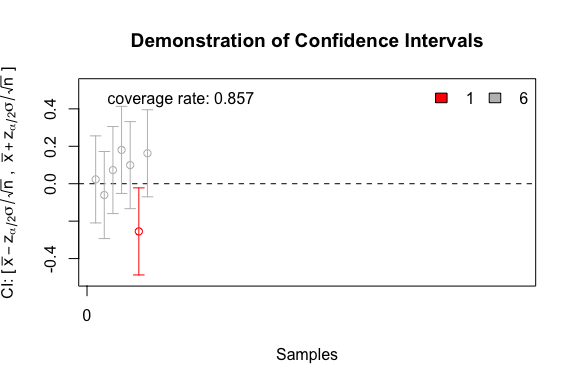 Demonstration of Confidence Intervals
coverage rate: 0.857
1
6
CI: [ x̅ − zα/2σ/√n , x̅ + zα/2σ/√n ]
0.4
0.2
0.0
-0.4
0
Samples